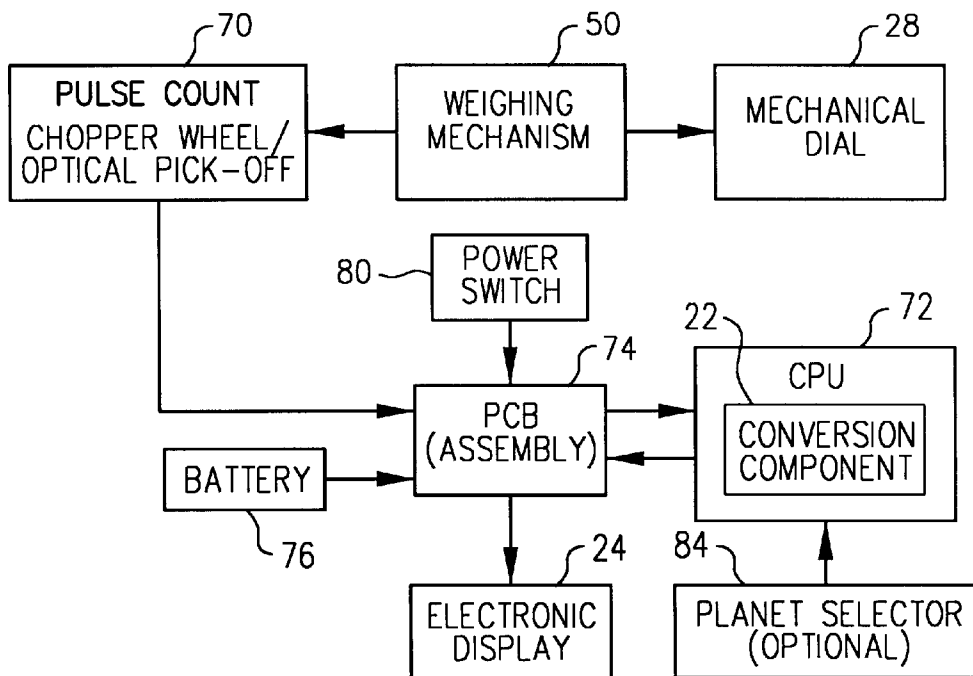 70
50
28
PULSE COUNT
CHOPPER WHEEL/
OPTICAL PICK-OFF
WEIGHING
MECHANISM
MECHANICAL
DIAL
80
POWER
SWITCH
74
22
72
PCB
(ASSEMBLY)
CPU
CONVERSION
COMPONENT
BATTERY
76
24
84
ELECTRONIC
DISPLAY
PLANET SELECTOR
(OPTIONAL)